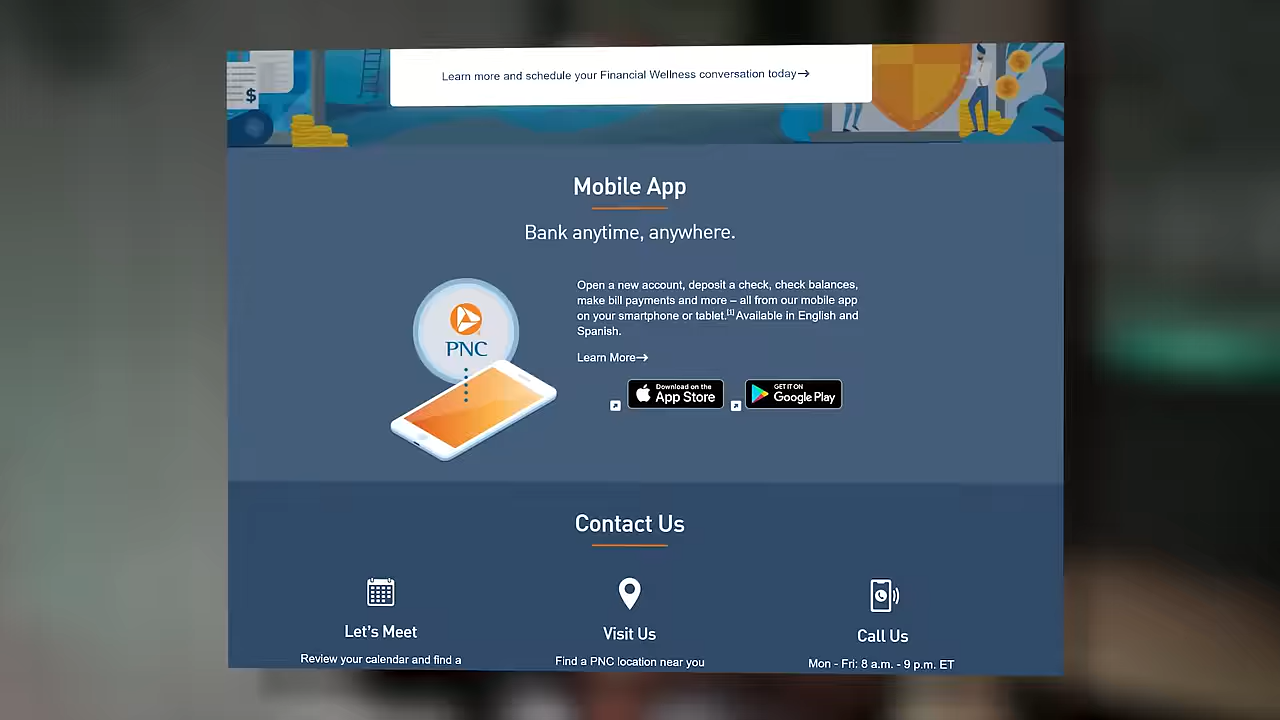 Learn more and schedule your Financial Wellness conversation today→
$
$
$
Mobile App
Bank anytime, anywhere.
Open a new account, deposit a check, check balances,
make bill payments and more – all from our mobile app
on your smartphone or tablet.[1] Available in English and
Spanish.
PNC
Learn More→
Download on the
App Store
GET IT ON
Google Play
Contact Us
Let's Meet
Visit Us
Call Us
Review your calendar and find a
Find a PNC location near you
Mon - Fri: 8 a.m. - 9 p.m. ET